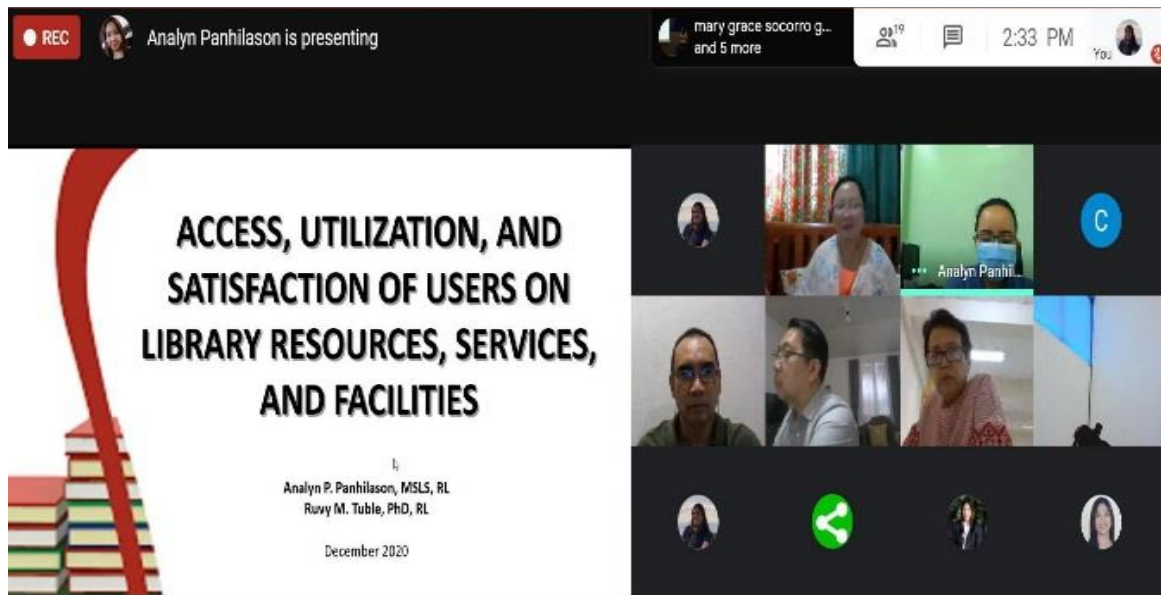 REC
Analyn Panhilason is presenting
mary grace socorro g...
and 5 more
19
2:33 PM
You
ACCESS, UTILIZATION, AND
SATISFACTION OF USERS ON
LIBRARY RESOURCES, SERVICES,
AND FACILITIES
Analyn P. Panhilason, MSLS, RL
Ruvy M. Tuble, PhD, RL
December 2020
Analyn Panhil...
C